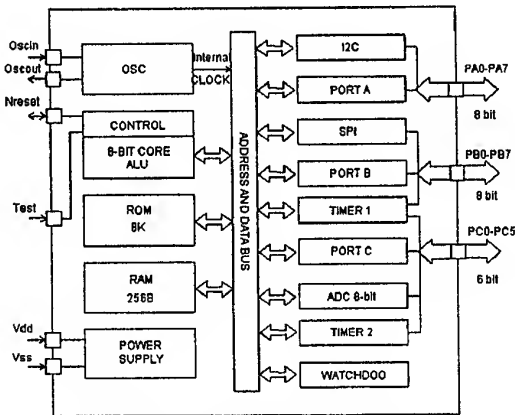 Oscin
Oscout
Nreset
Test
Vdd
Vss
OSC
Internal
CLOCK
CONTROL
8-BIT CORE
ALU
ROM
8K
RAM
256B
POWER
SUPPLY
ADDRESS AND DATA BUS
I2C
PORT A
SPI
PORT B
TIMER 1
PORT C
ADC 8-bit
TIMER 2
WATCHDOO
PA0-PA7
8 bit
PB0-PB7
8 bit
PC0-PC5
6 bit